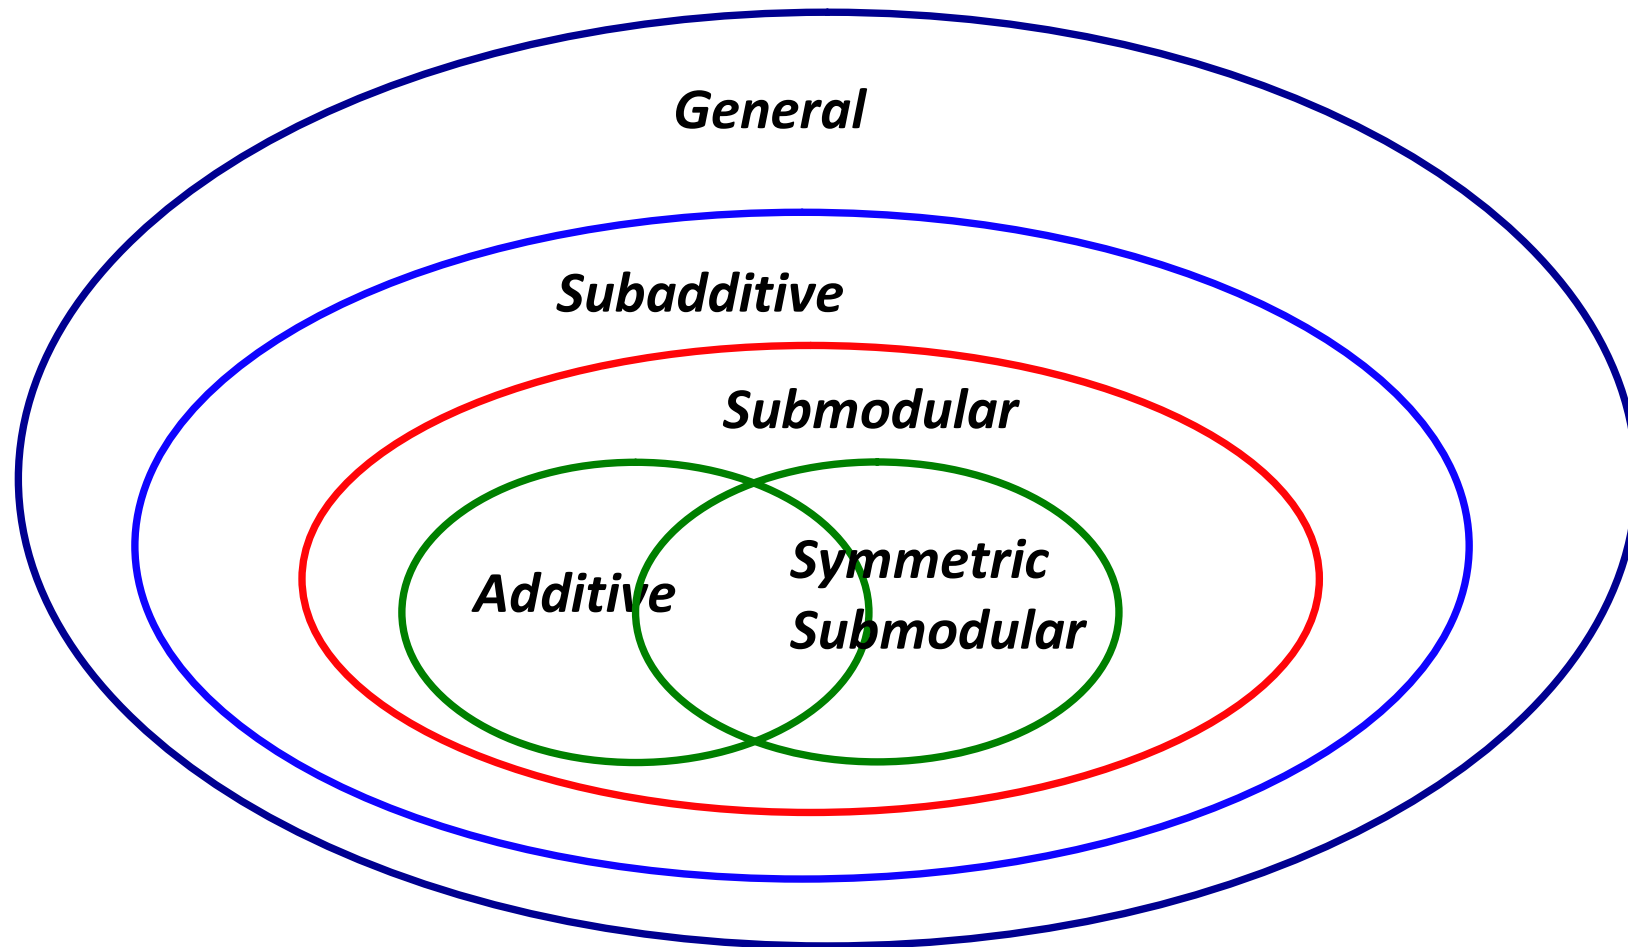 General
Subadditive
Submodular
Additive
Symmetric
Submodular